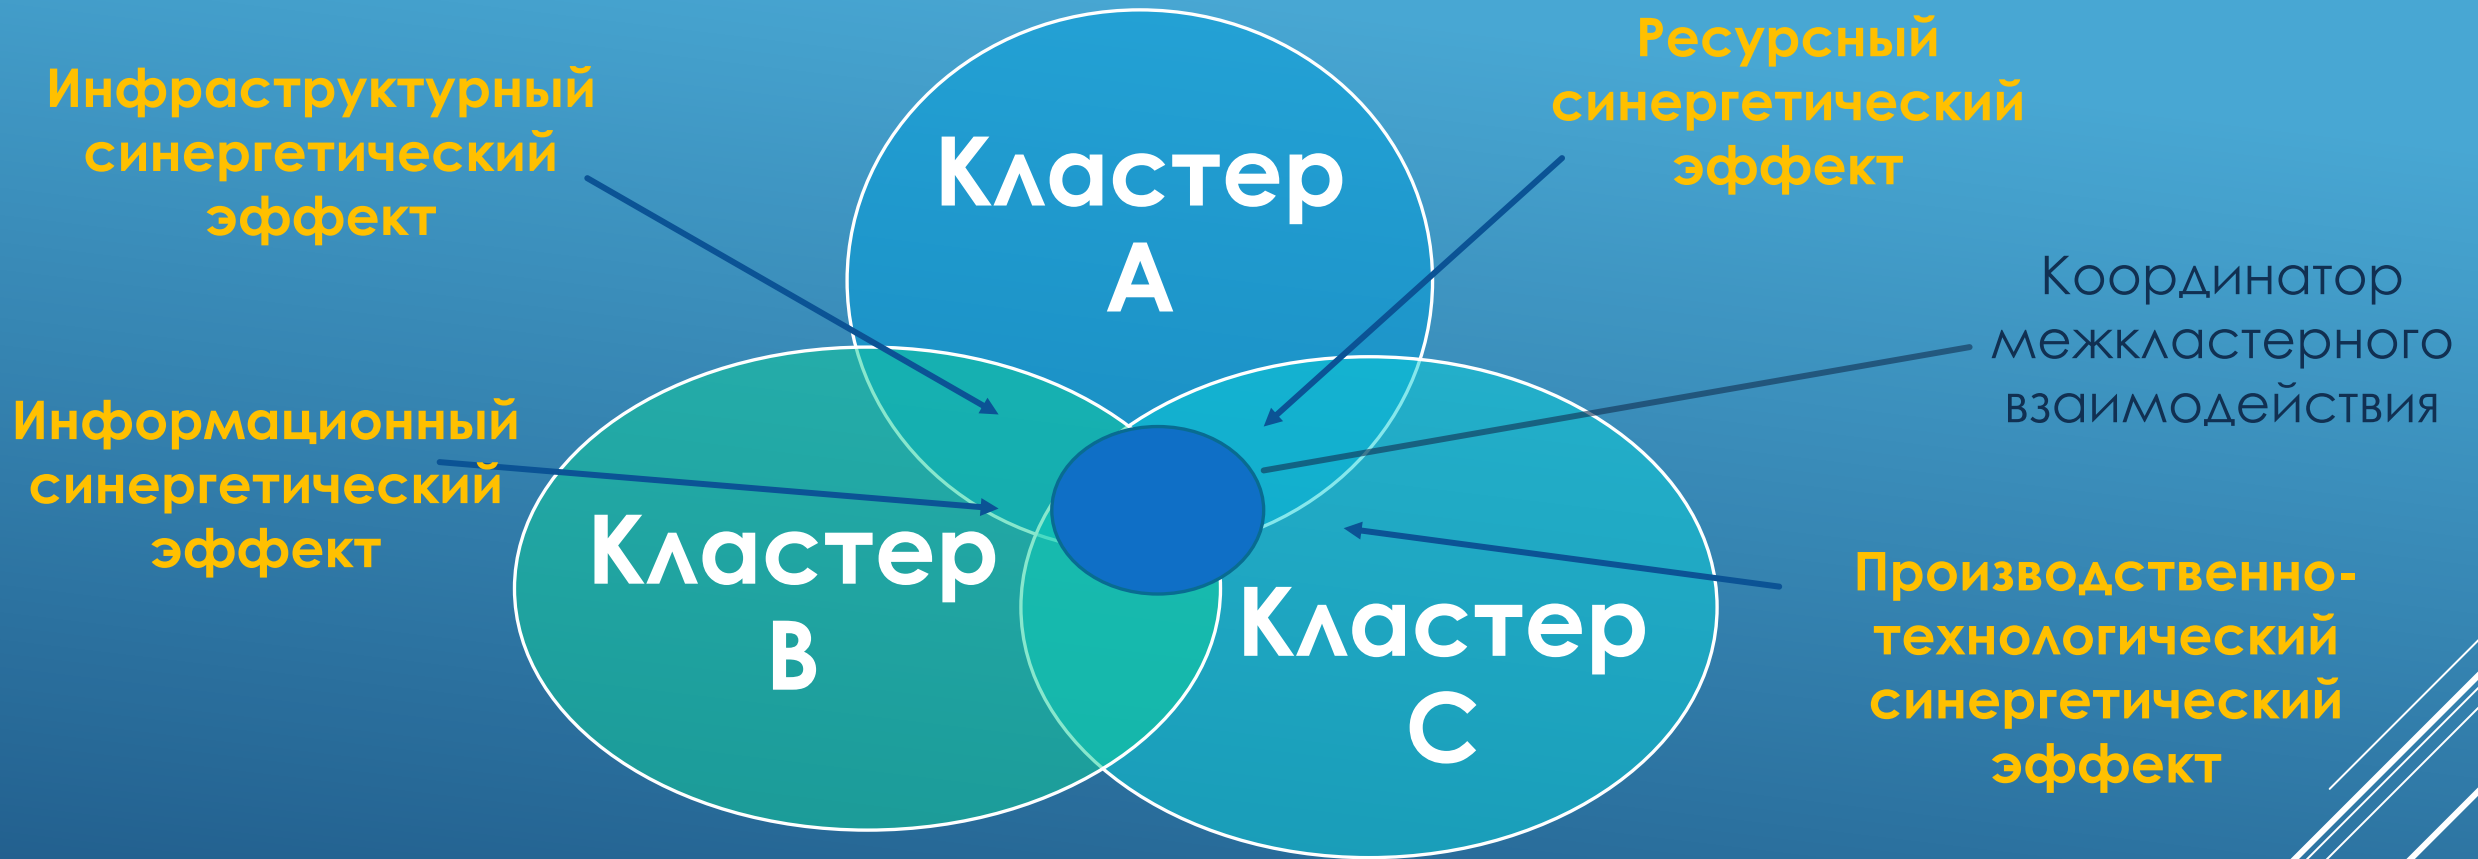 Инфраструктурный
синергетический
эффект
Кластер
А
Ресурсный
синергетический
эффект
Координатор
межкластерного
взаимодействия
Информационный
синергетический
эффект
Кластер
В
Кластер
С
Производственно-
технологический
синергетический
эффект